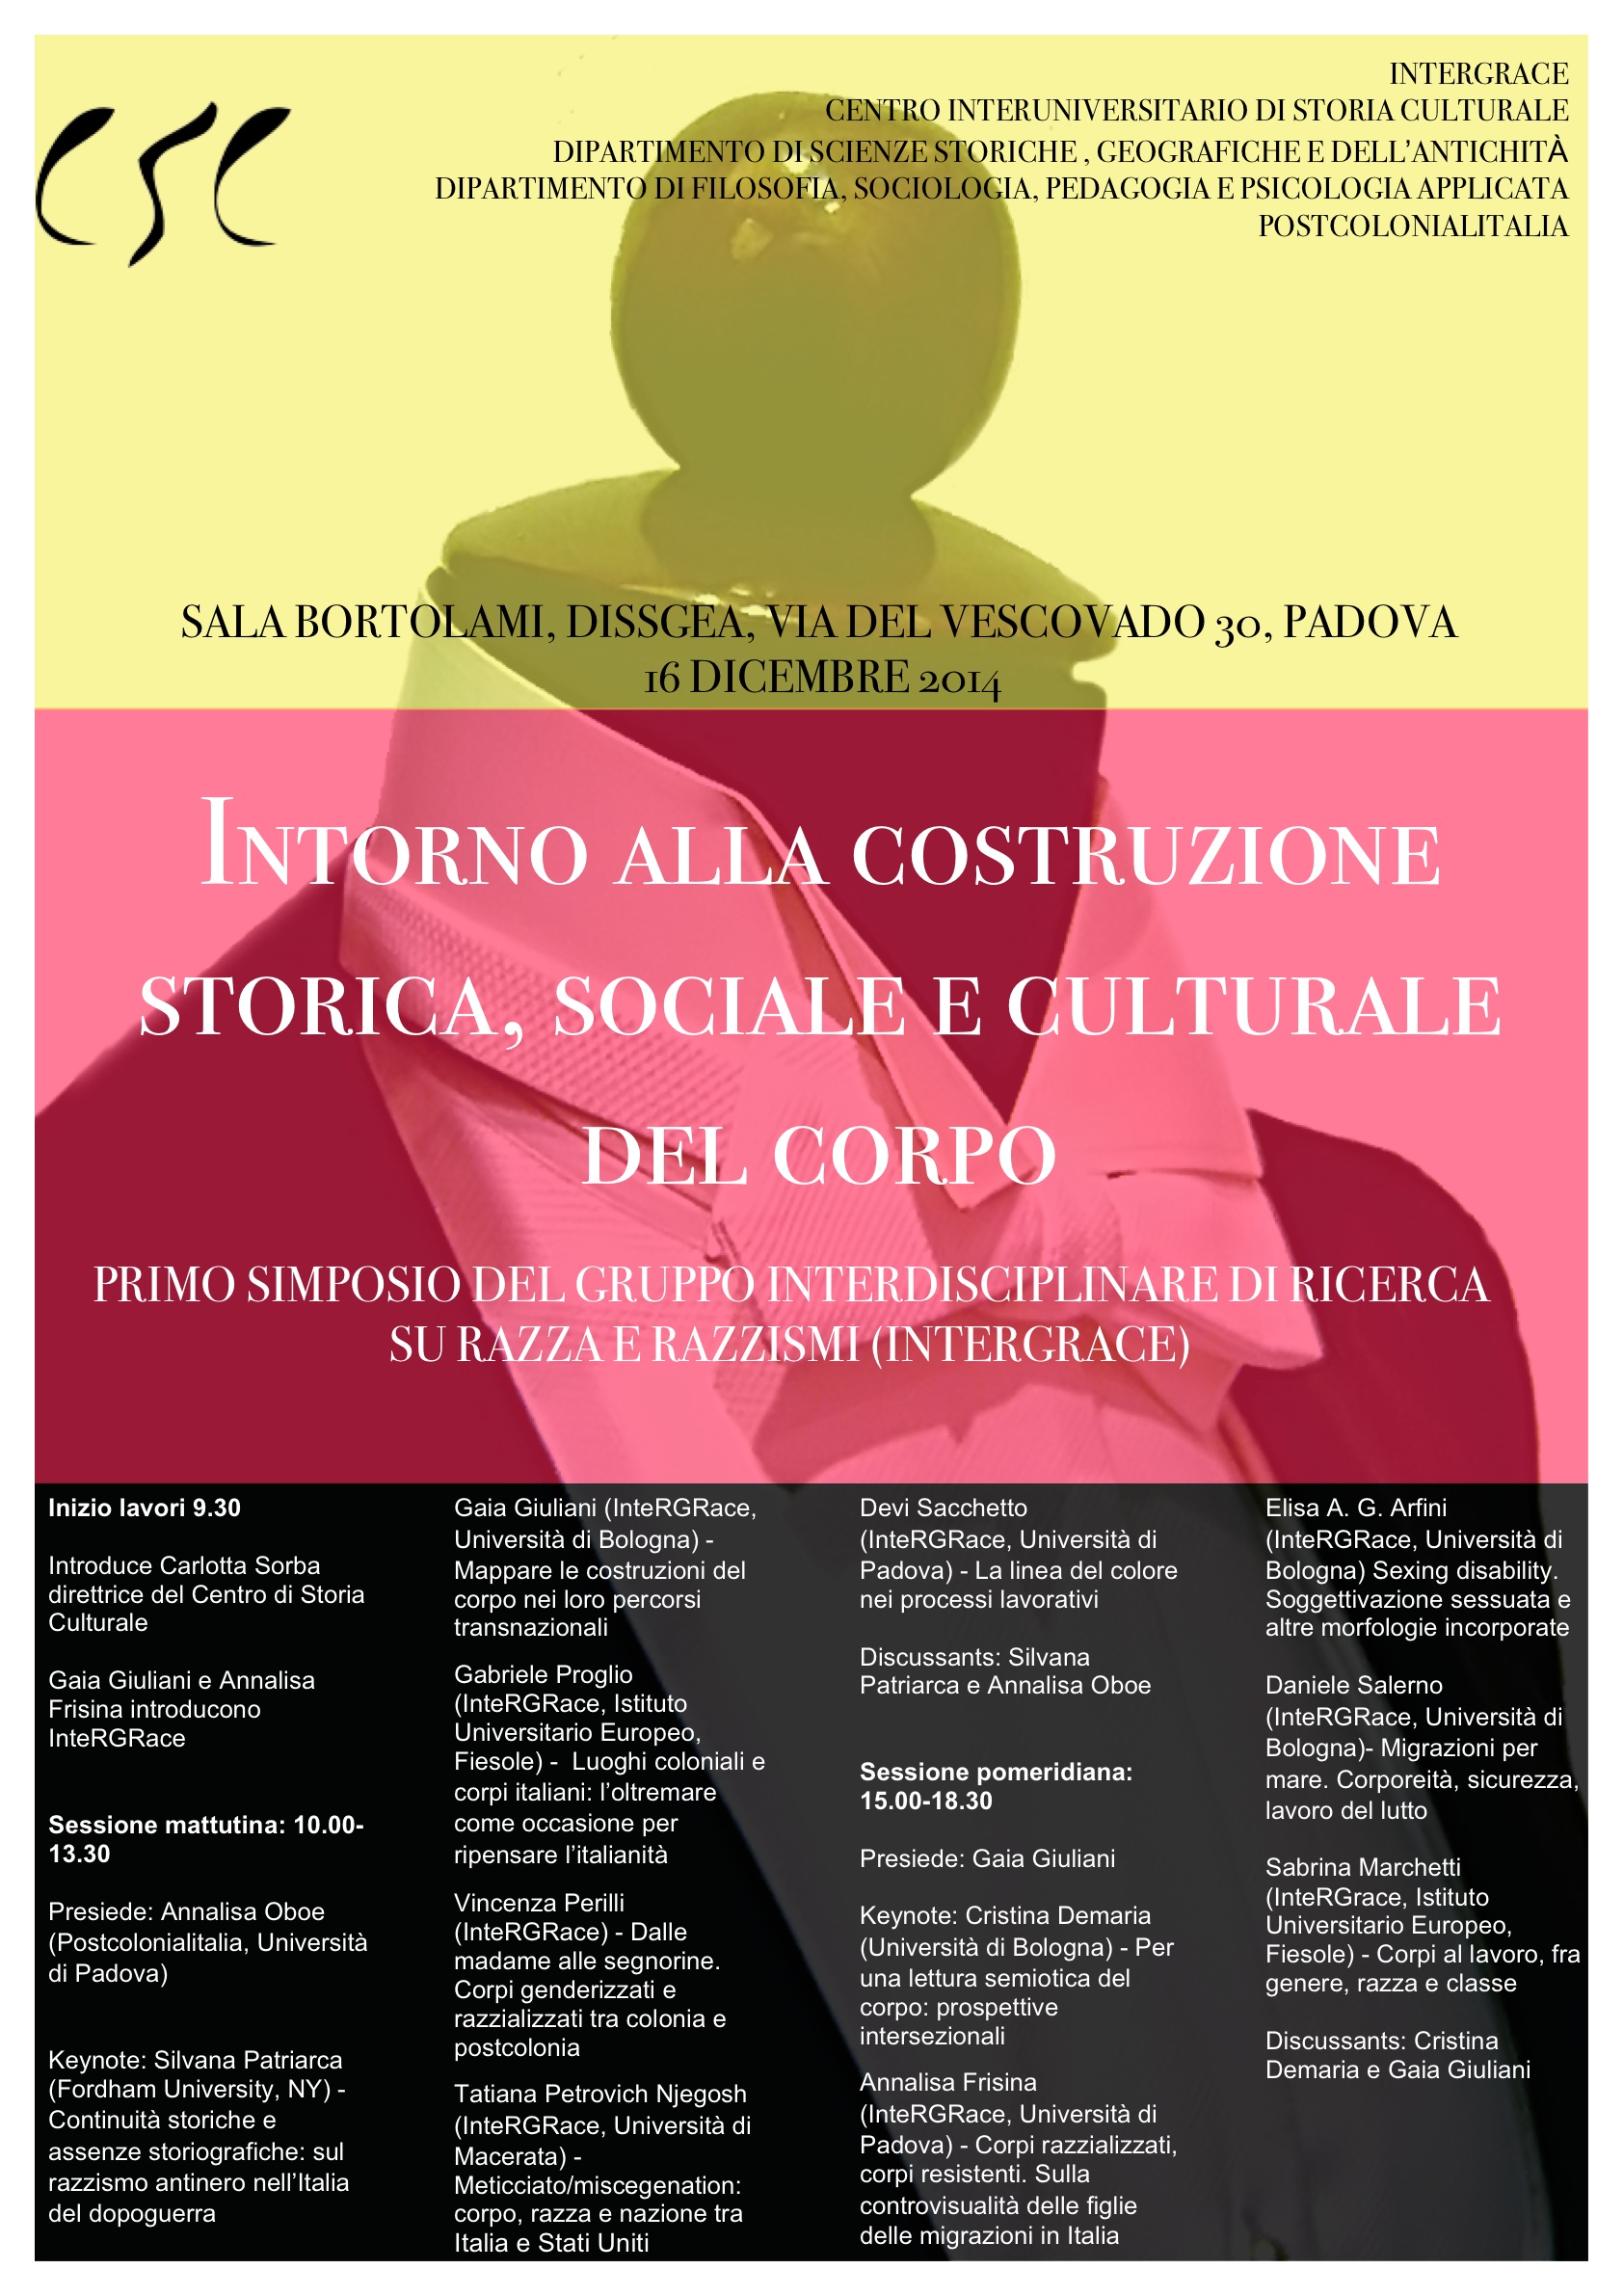 csc
INTERGRACE
CENTRO INTERUNIVERSITARIO DI STORIA CULTURALE
DIPARTIMENTO DI SCIENZE STORICHE , GEOGRAFICHE E DELL’ANTICHITÀ
DIPARTIMENTO DI FILOSOFIA, SOCIOLOGIA, PEDAGOGIA E PSICOLOGIA APPLICATA
POSTCOLONIALITALIA
SALA BORTOLAMI, DISSGEA, VIA DEL VESCOVADO 30, PADOVA
16 DICEMBRE 2014
INTORNO ALLA COSTRUZIONE
STORICA, SOCIALE E CULTURALE
DEL CORPO
PRIMO SIMPOSIO DEL GRUPPO INTERDISCIPLINARE DI RICERCA
SU RAZZA E RAZZISMI (INTERGRACE)
Inizio lavori 9.30
Introduce Carlotta Sorba
direttrice del Centro di Storia
Culturale
Gaia Giuliani e Annalisa
Frisina introducono
InteRGRace
Sessione mattutina: 10.00-
13.30
Presiede: Annalisa Oboe
(Postcolonialitalia, Università
di Padova)
Keynote: Silvana Patriarca
(Fordham University, NY) -
Continuità storiche e
assenze storiografiche: sul
razzismo antinero nell’Italia
del dopoguerra
Gaia Giuliani (InteRGRace,
Università di Bologna) -
Mappare le costruzioni del
corpo nei loro percorsi
transnazionali
Gabriele Proglio
(InteRGRace, Istituto
Universitario Europeo,
Fiesole) -  Luoghi coloniali e
corpi italiani: l’oltremare
come occasione per
ripensare l’italianità
Vincenza Perilli
(InteRGRace) - Dalle
madame alle segnorine.
Corpi genderizzati e
razzializzati tra colonia e
postcolonia
Tatiana Petrovich Njegosh
(InteRGRace, Università di
Macerata) -
Meticciato/miscegenation:
corpo, razza e nazione tra
Italia e Stati Uniti
Devi Sacchetto
(InteRGRace, Università di
Padova) - La linea del colore
nei processi lavorativi
Discussants: Silvana
Patriarca e Annalisa Oboe
Sessione pomeridiana:
15.00-18.30
Presiede: Gaia Giuliani
Keynote: Cristina Demaria
(Università di Bologna) - Per
una lettura semiotica del
corpo: prospettive
intersezionali
Annalisa Frisina
(InteRGRace, Università di
Padova) - Corpi razzializzati,
corpi resistenti. Sulla
controvisualità delle figlie
delle migrazioni in Italia
Elisa A. G. Arfini
(InteRGRace, Università di
Bologna) Sexing disability.
Soggettivazione sessuata e
altre morfologie incorporate
Daniele Salerno
(InteRGRace, Università di
Bologna)- Migrazioni per
mare. Corporeità, sicurezza,
lavoro del lutto
Sabrina Marchetti
(InteRGrace, Istituto
Universitario Europeo,
Fiesole) - Corpi al lavoro, fra
genere, razza e classe
Discussants: Cristina
Demaria e Gaia Giuliani